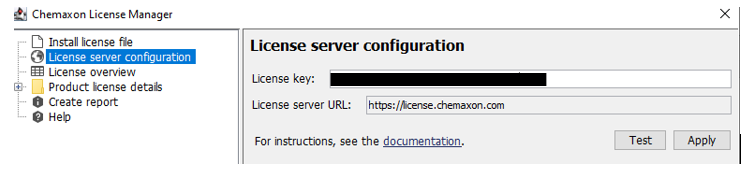 Chemaxon License Manager
Install license file
License server configuration
License overview
Product license details
Create report
Help
License server configuration
License key:
License server URL: https://license.chemaxon.com
For instructions, see the documentation. Test Apply